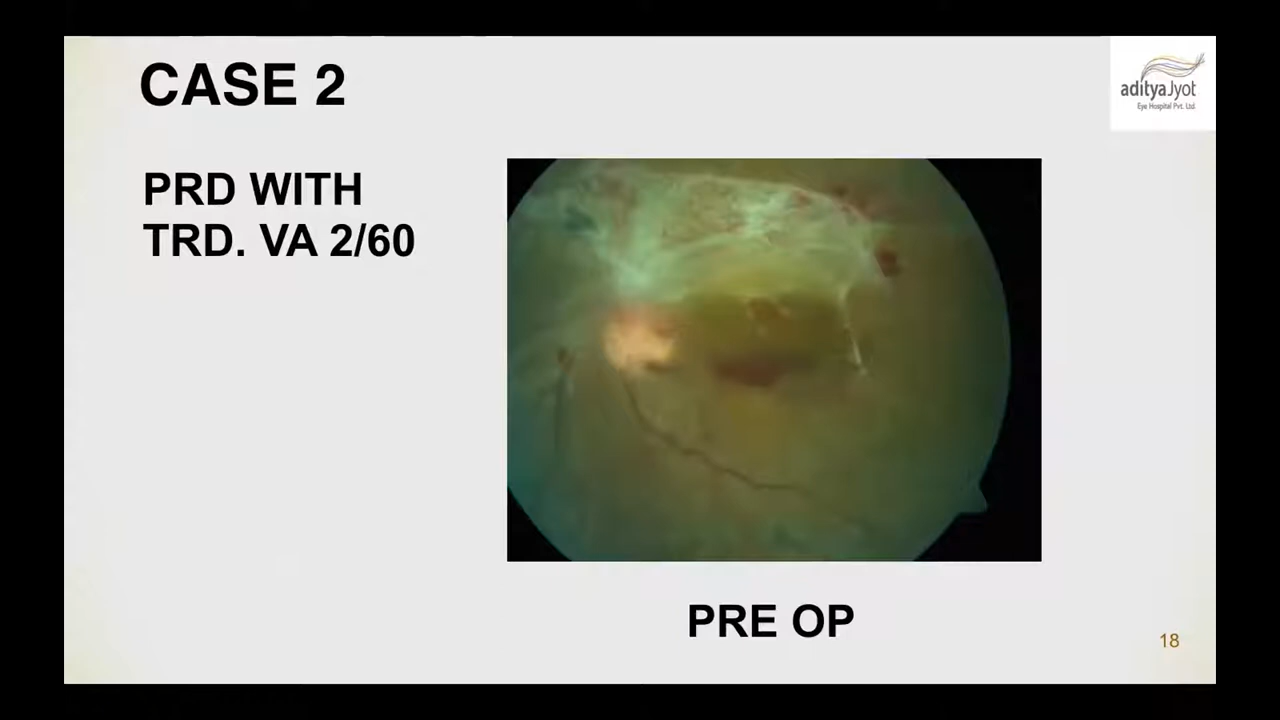 CASE 2
adityaJyot
Eye Hospital Pvt. Ltd.
PRD WITH
TRD. VA 2/60
PRE OP
18